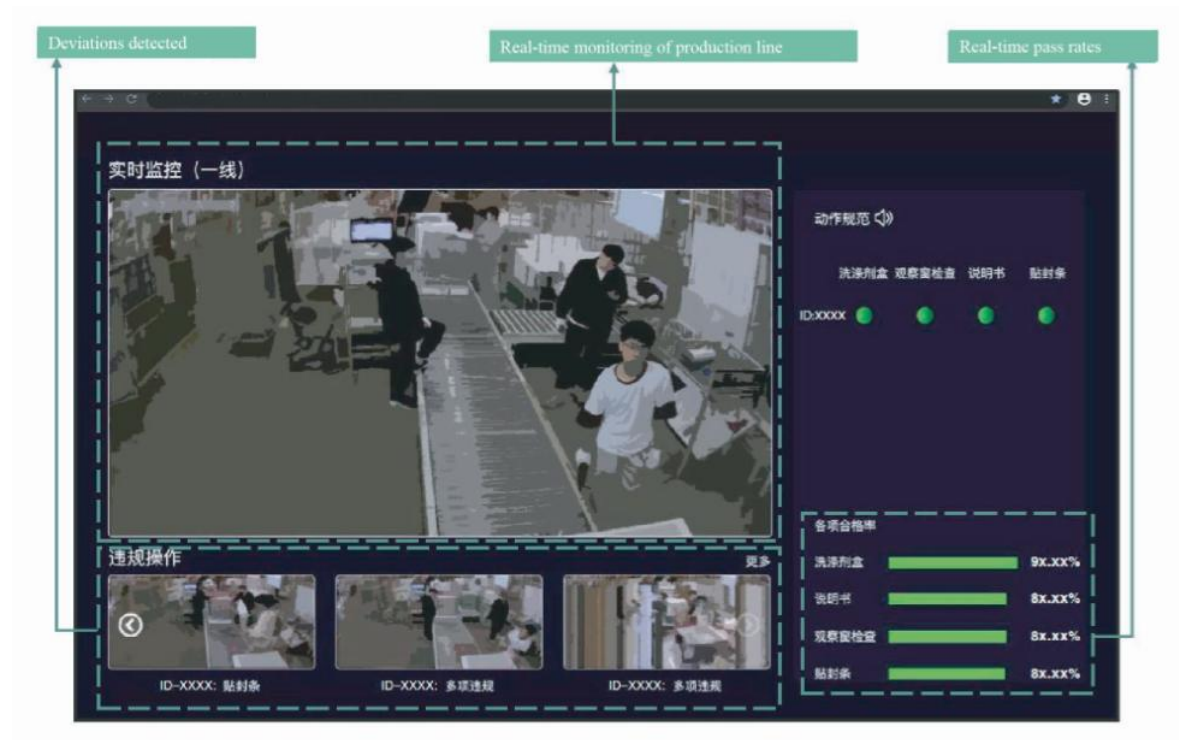 Deviations detected
Real-time monitoring of production line
Real-time pass rates
实时监控（一线）
动作规范
洗涤剂盒 观察窗检查 说明书 贴封条
ID:XXXX
违规操作
更多
ID-XXXX: 贴封条
ID-XXXX: 多项违规
ID-XXXX: 多项违规
各项合格率
洗涤剂盒 9x.xx%
说明书 8x.xx%
观察窗检查 8x.xx%
贴封条 8x.xx%